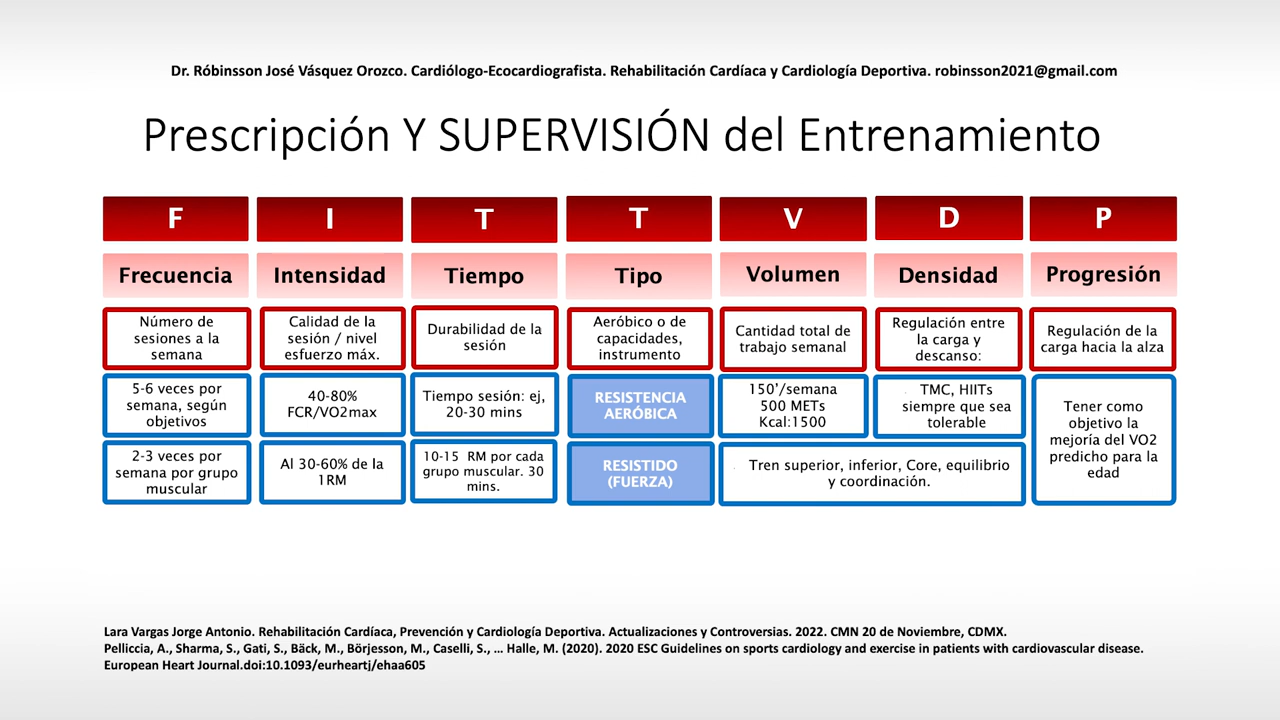 Dr. Róbinsson José Vásquez Orozco. Cardiólogo-Ecocardiografista. Rehabilitación Cardíaca y Cardiología Deportiva. robinsson2021@gmail.com
Prescripción Y SUPERVISIÓN del Entrenamiento
F
I
T
T
V
D
P
Frecuencia
Intensidad
Tiempo
Tipo
Volumen
Densidad
Progresión
Número de
sesiones a la
semana
Calidad de la
sesión / nivel
esfuerzo máx.
Durabilidad de la
sesión
Aeróbico o de
capacidades,
instrumento
Cantidad total de
trabajo semanal
Regulación entre
la carga y
descanso:
Regulación de la
carga hacia la alza
5-6 veces por
semana, según
objetivos
40-80%
FCR/VO2max
Tiempo sesión: ej,
20-30 mins
RESISTENCIA
AERÓBICA
150'/semana
500 METs
Kcal:1500
TMC, HIITs
siempre que sea
tolerable
Tener como
objetivo la
mejoría del VO2
predicho para la
edad
2-3 veces por
semana por grupo
muscular
Al 30-60% de la
1RM
10-15 RM por cada
grupo muscular. 30
mins.
RESISTIDO
(FUERZA)
Tren superior, inferior, Core, equilibrio
y coordinación.
Lara Vargas Jorge Antonio. Rehabilitación Cardíaca, Prevención y Cardiología Deportiva. Actualizaciones y Controversias. 2022. CMN 20 de Noviembre, CDMX.
Pelliccia, A., Sharma, S., Gati, S., Bäck, M., Börjesson, M., Caselli, S., … Halle, M. (2020). 2020 ESC Guidelines on sports cardiology and exercise in patients with cardiovascular disease.
European Heart Journal.doi:10.1093/eurheartj/ehaa605